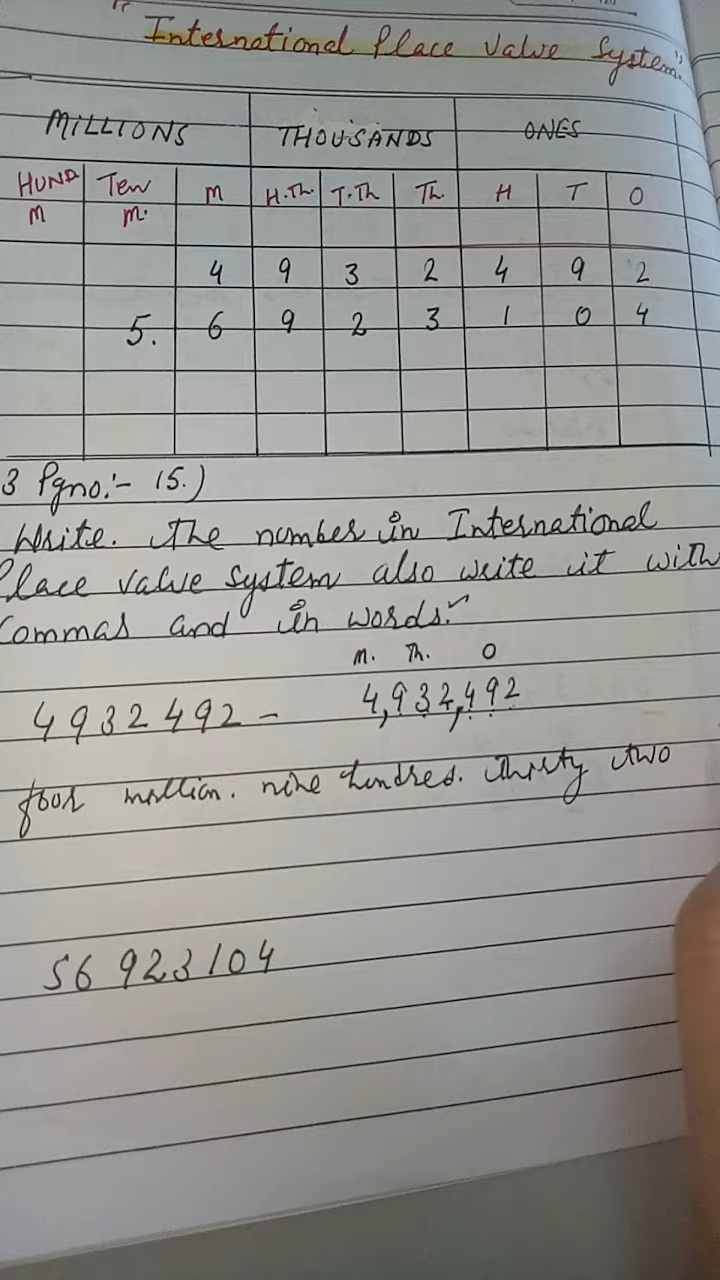 " International Place Value System"
MILLIONS THOUSANDS ONES
HUND M Ten M. M H.Th. T.Th Th. H T O
4 9 3 2 4 9 2
5. 6 9 2 3 1 0 4
3 Pgno:- 15.)
Write. The number in International
Place value system also write it with
Commas and in words.
M. Th. O
4932492 - 4,932,492
four million. nine hundred. thirty two
56923104